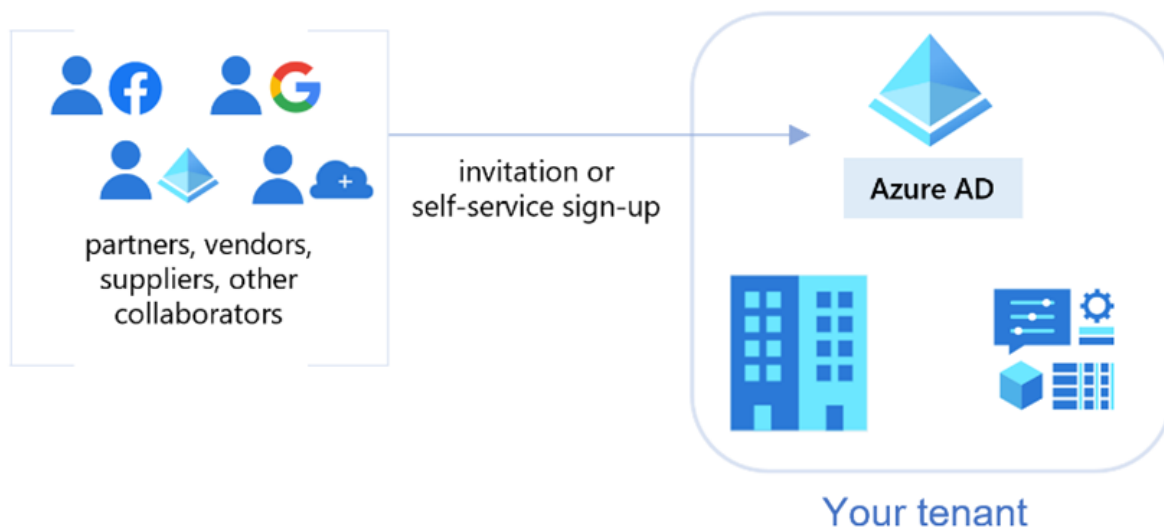 partners, vendors,
suppliers, other
collaborators
invitation or
self-service sign-up
Azure AD
Your tenant